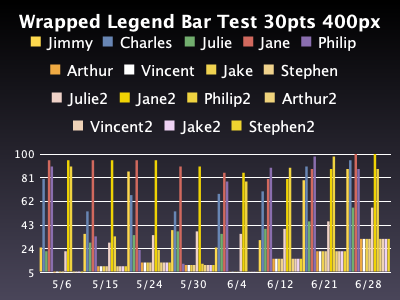 Wrapped Legend Bar Test 30pts 400px
Jimmy Charles Julie Jane Philip
Arthur Vincent Jake Stephen
Julie2 Jane2 Philip2 Arthur2
Vincent2 Jake2 Stephen2
100
81
62
43
24
5
5/6 5/15 5/24 5/30 6/4 6/12 6/21 6/28